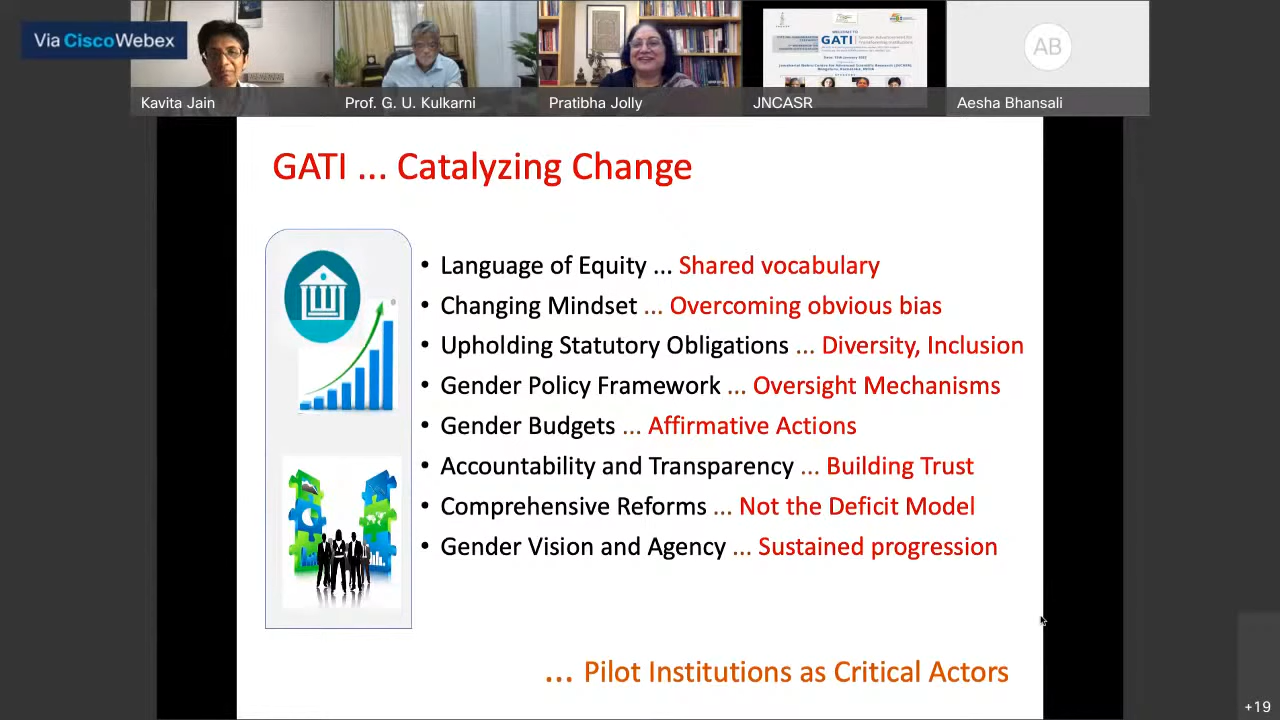 Via Cisco Webex
Kavita Jain
Prof. G. U. Kulkarni
Pratibha Jolly
GATI
JNCASR
AB
Aesha Bhansali
GATI ... Catalyzing Change
• Language of Equity ... Shared vocabulary
• Changing Mindset ... Overcoming obvious bias
• Upholding Statutory Obligations ... Diversity, Inclusion
• Gender Policy Framework ... Oversight Mechanisms
• Gender Budgets ... Affirmative Actions
• Accountability and Transparency ... Building Trust
• Comprehensive Reforms ... Not the Deficit Model
• Gender Vision and Agency ... Sustained progression
... Pilot Institutions as Critical Actors
+19